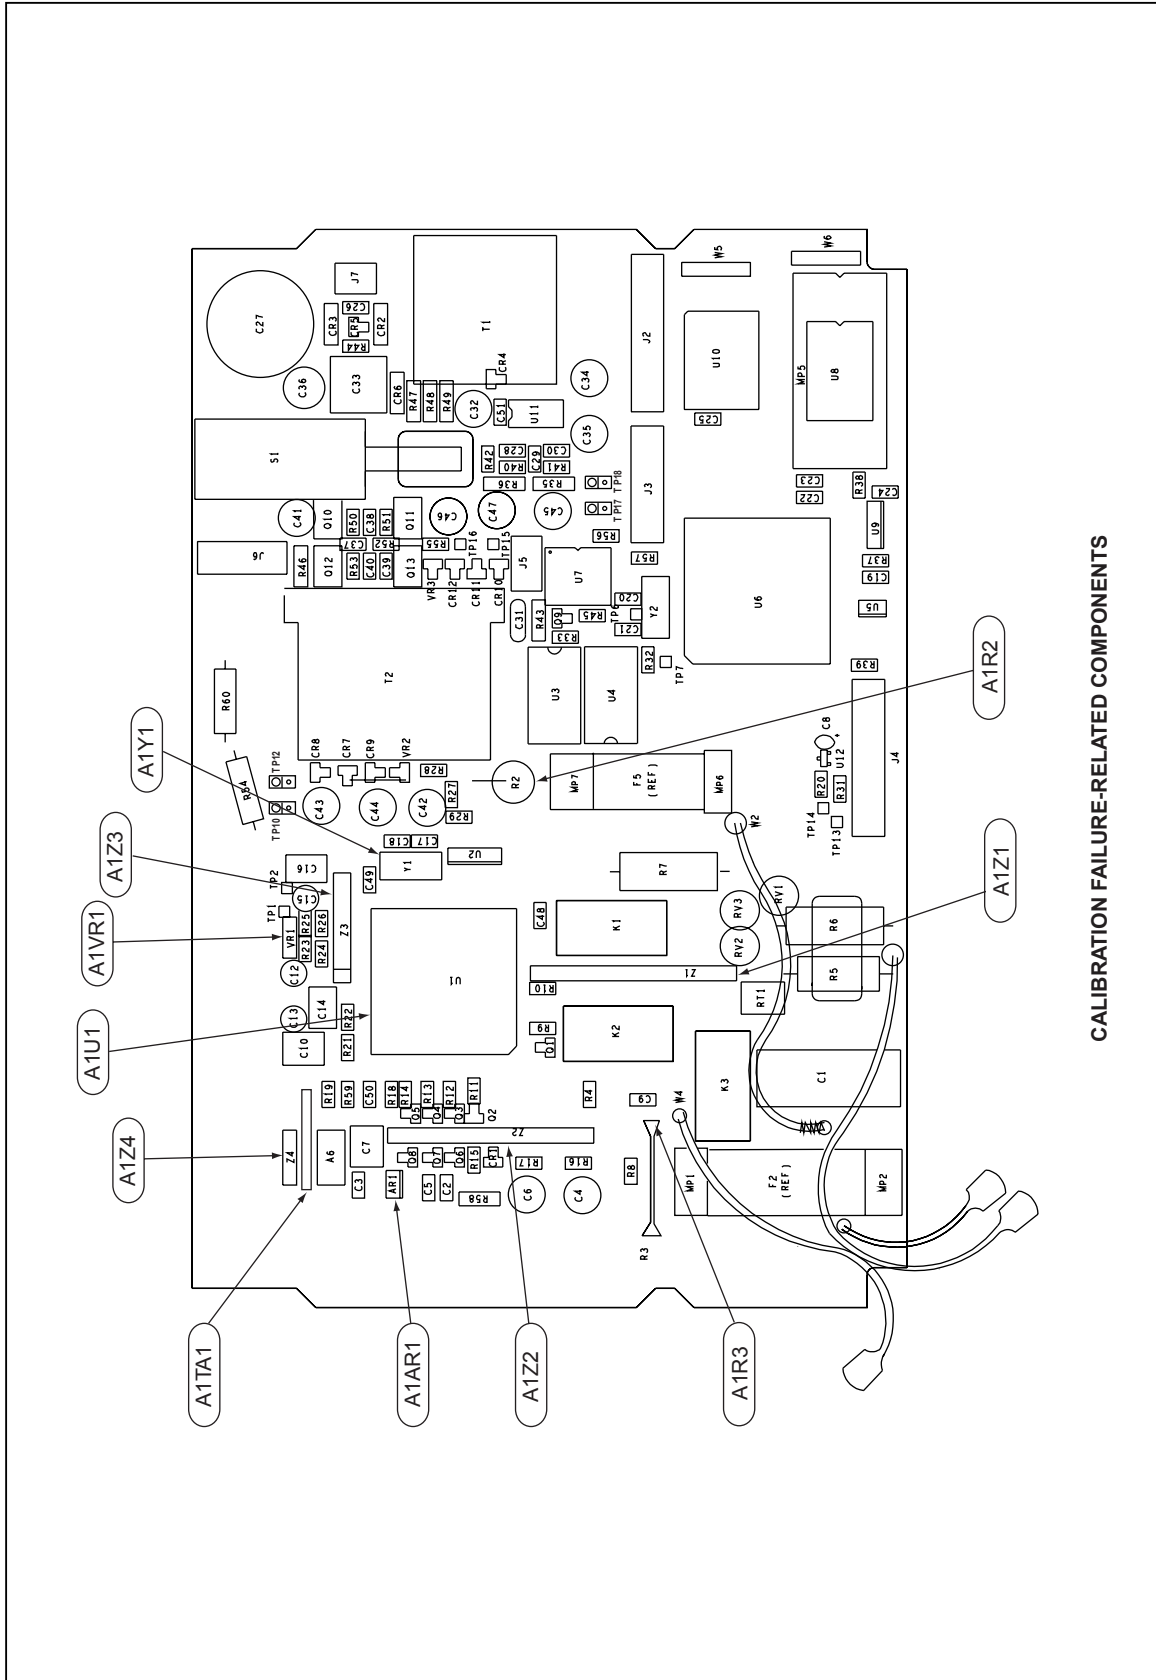 A1TA1
A1Z4
A1U1
A1VR1
A1Z3
A1Y1
A1AR1
A1Z2
A1R3
A1Z1
A1R2
Z4
A6
C3
C7
AR1
C5
C2
R58
R19
R59
C50
R18
R14
R13
R12
R11
Q5
Q4
Q3
Q2
Q8
Q7
Q6
R15
CR1
Z2
R17
R16
C6
C4
R8
R3
R4
C9
W4
MP1
F2
(REF)
MP2
C10
C13
C14
C12
R21
R22
VR1
R23
R24
R25
R26
TP1
TP2
C15
C16
Z3
U1
C49
Q1
R9
R10
K2
K1
C48
Z1
K3
C1
RT1
RV2
RV3
RV1
R5
R6
R7
W2
R54
R60
TP10
TP12
C43
C44
C42
CR8
CR7
CR9
VR2
R28
R27
R29
C18
C17
Y1
U2
R2
MP7
F5
(REF)
MP6
TP14
TP13
R20
R31
U12
C8
+
J4
T2
U3
U4
R32
TP7
R33
Q9
R45
TP6
C21
C20
Y2
R43
C31
J5
U7
R57
R56
R39
U5
C19
R37
U9
U6
J6
R46
Q12
Q10
C41
R50
C38
R51
C37
R52
R53
C40
C39
Q11
Q13
R55
VR3
CR12
CR11
CR10
TP16
TP15
C46
C47
C45
TP17
TP18
R36
R35
R42
C28
R40
C29
C30
R41
J3
C22
C23
R38
C24
S1
C36
C27
C33
R44
CR5
C26
CR3
CR2
J7
CR6
R47
R48
R49
C32
C51
U11
CR4
T1
C34
C35
J2
C25
U10
W5
W6
MP5
U8
CALIBRATION FAILURE-RELATED COMPONENTS